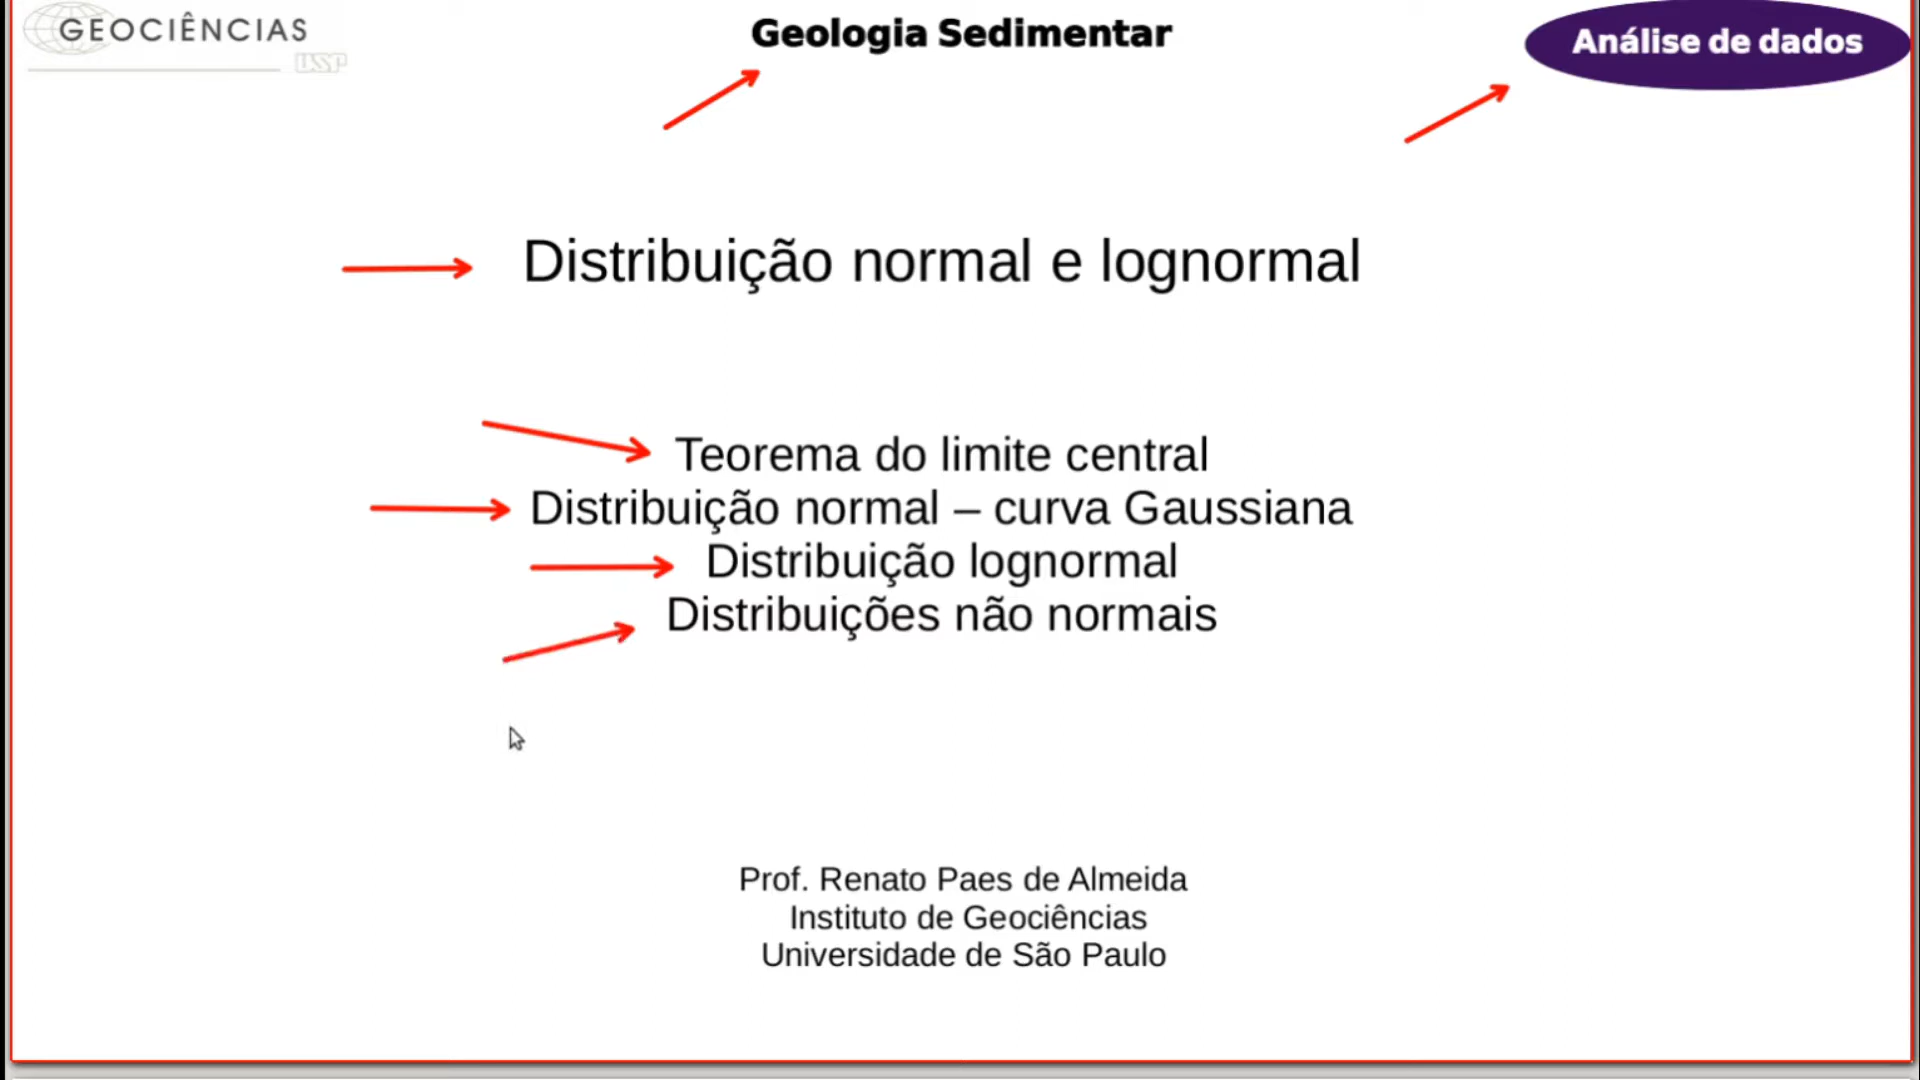 GEOCIÊNCIAS
USP
Geologia Sedimentar
Análise de dados
Distribuição normal e lognormal
Teorema do limite central
Distribuição normal – curva Gaussiana
Distribuição lognormal
Distribuições não normais
Prof. Renato Paes de Almeida
Instituto de Geociências
Universidade de São Paulo